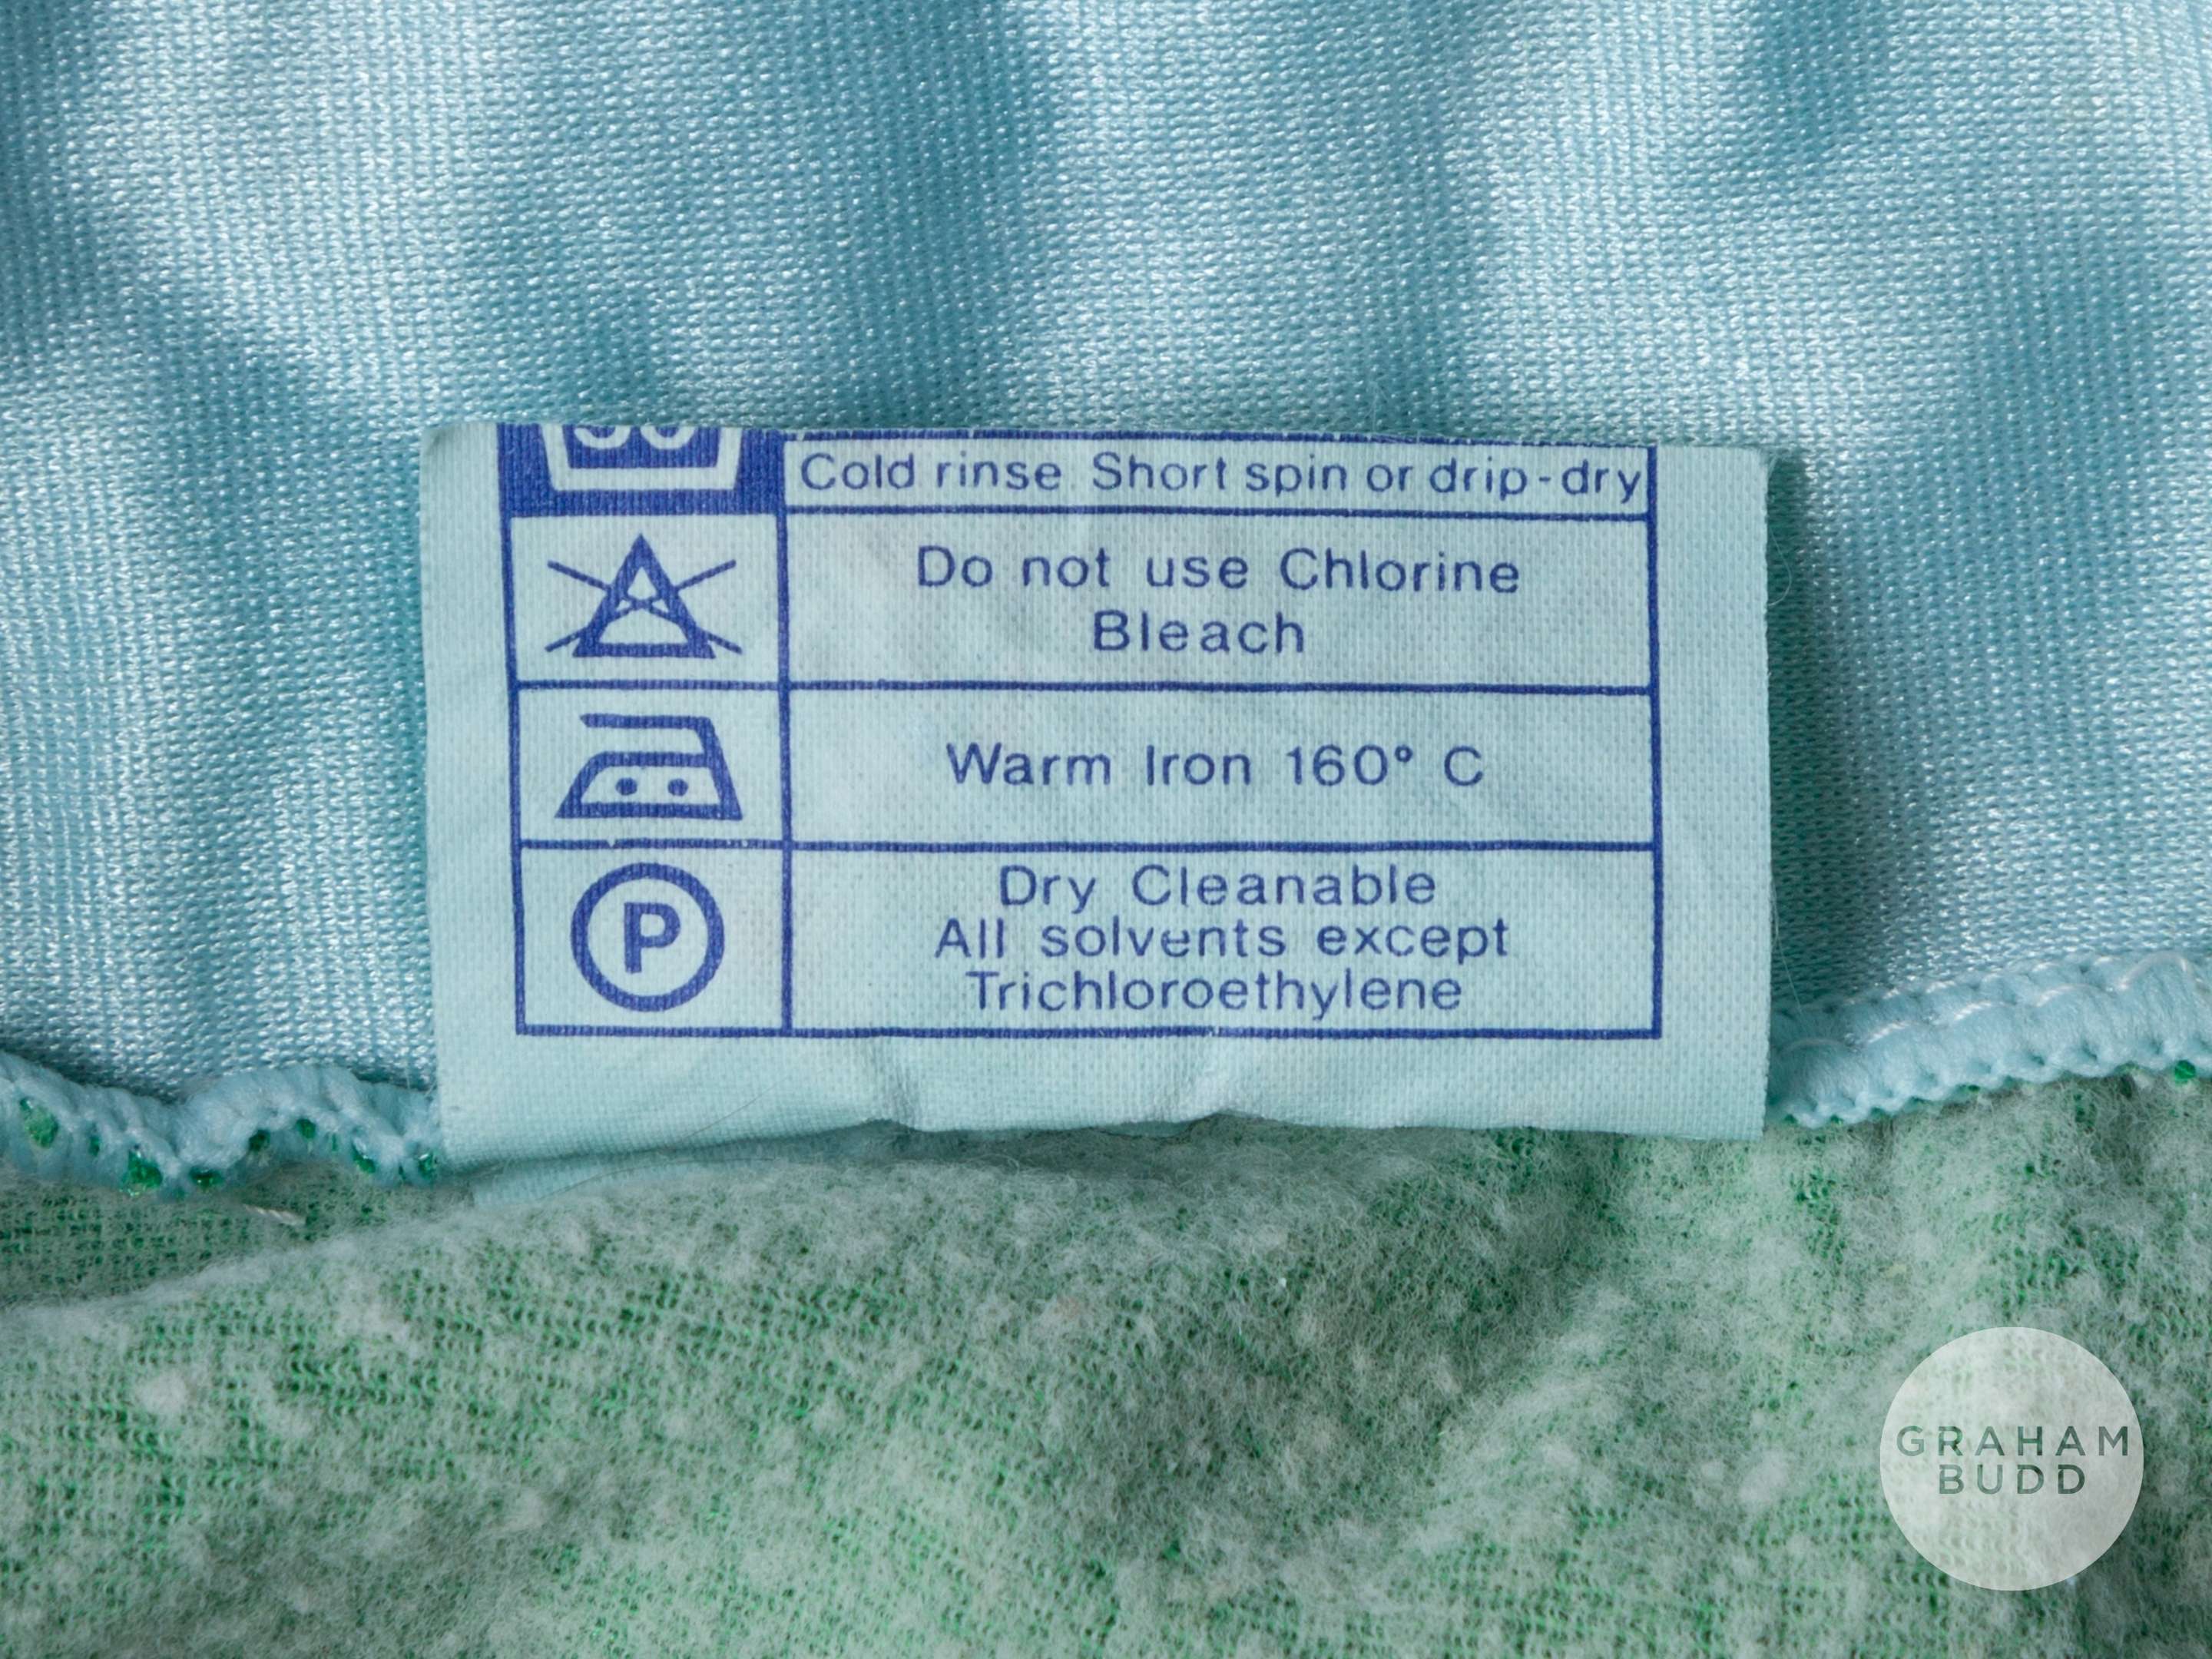 Cold rinse. Short spin or drip-dry
Do not use Chlorine
Bleach
Warm Iron 160° C
P
Dry Cleanable
All solvents except
Trichloroethylene
GRAHAM
BUDD